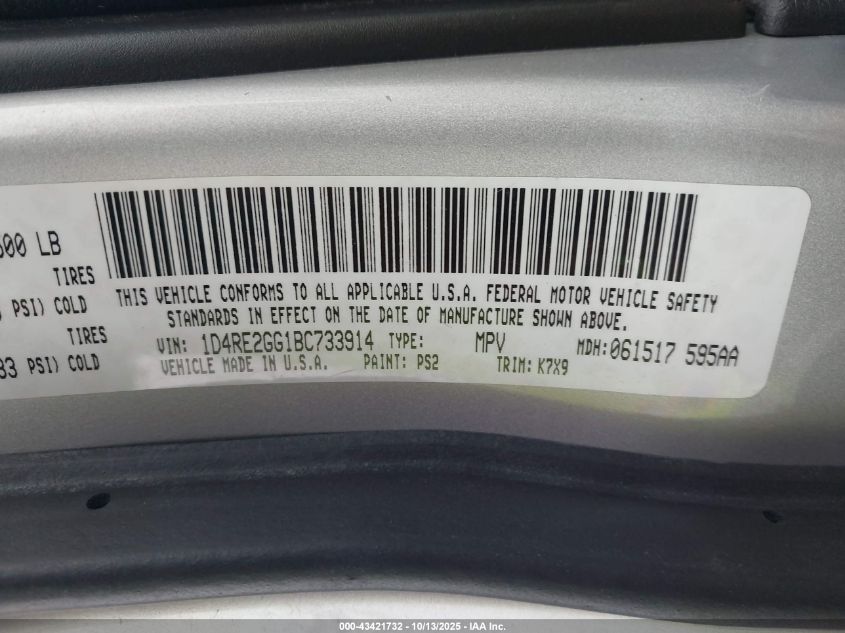 600 LB
TIRES
PSI) COLD
TIRES
33 PSI) COLD
THIS VEHICLE CONFORMS TO ALL APPLICABLE U.S.A. FEDERAL MOTOR VEHICLE SAFETY
STANDARDS IN EFFECT ON THE DATE OF MANUFACTURE SHOWN ABOVE.
VIN: 1D4RE2GG1BC733914 TYPE: MPV MDH:061517 595AA
VEHICLE MADE IN U.S.A. PAINT: PS2 TRIM: K7X9
000-43421732 - 10/13/2025 - IAA Inc.